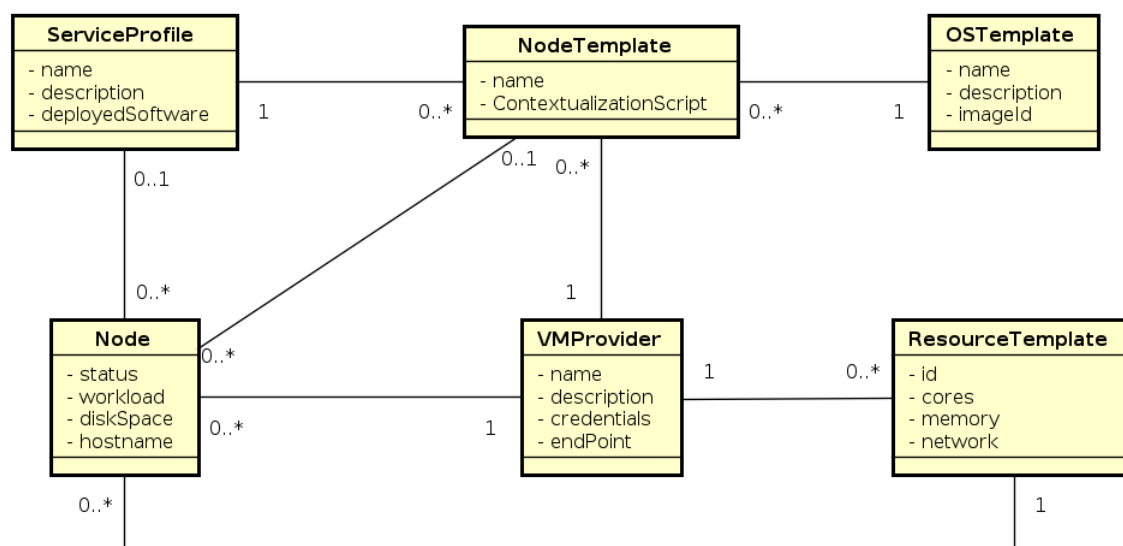 ServiceProfile
- name
- description
- deployedSoftware
NodeTemplate
- name
- ContextualizationScript
OSTemplate
- name
- description
- imageId
1
0..*
0..*
1
0..1
0..1
0..*
0..*
1
Node
- status
- workload
- diskSpace
- hostname
0..*
VMProvider
- name
- description
- credentials
- endPoint
ResourceTemplate
- id
- cores
- memory
- network
1
0..*
0..*
1
0..*
1